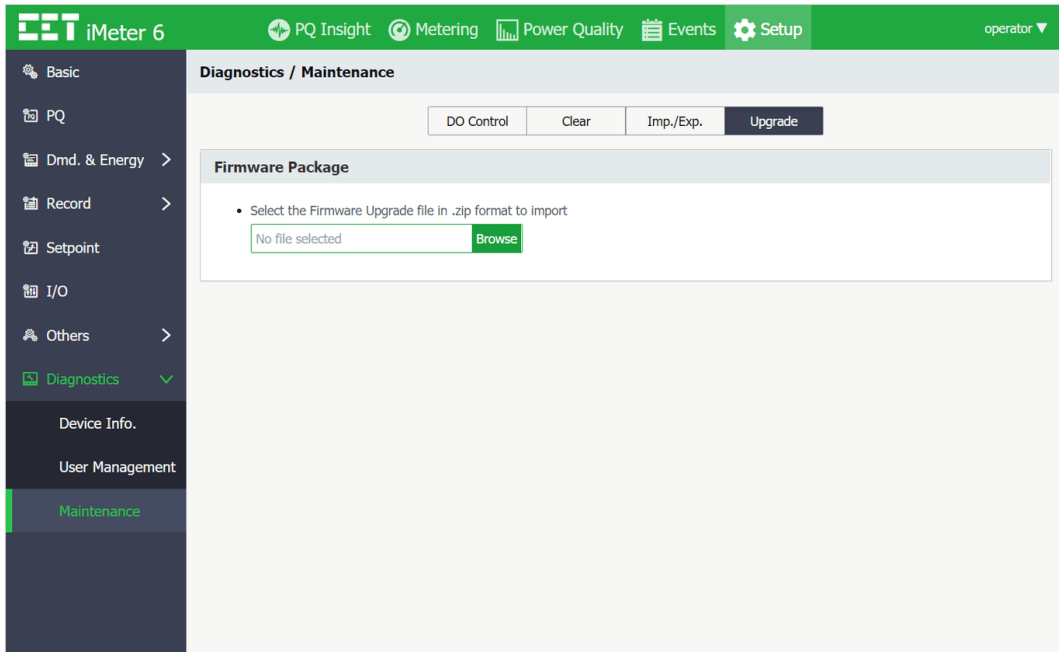 CET iMeter 6
PQ Insight Metering Power Quality Events Setup
operator ▼
Basic
PQ
Dmd. & Energy
Record
Setpoint
I/O
Others
Diagnostics
Device Info.
User Management
Maintenance
Diagnostics / Maintenance
DO Control Clear Imp./Exp. Upgrade
Firmware Package
• Select the Firmware Upgrade file in .zip format to import
No file selected Browse